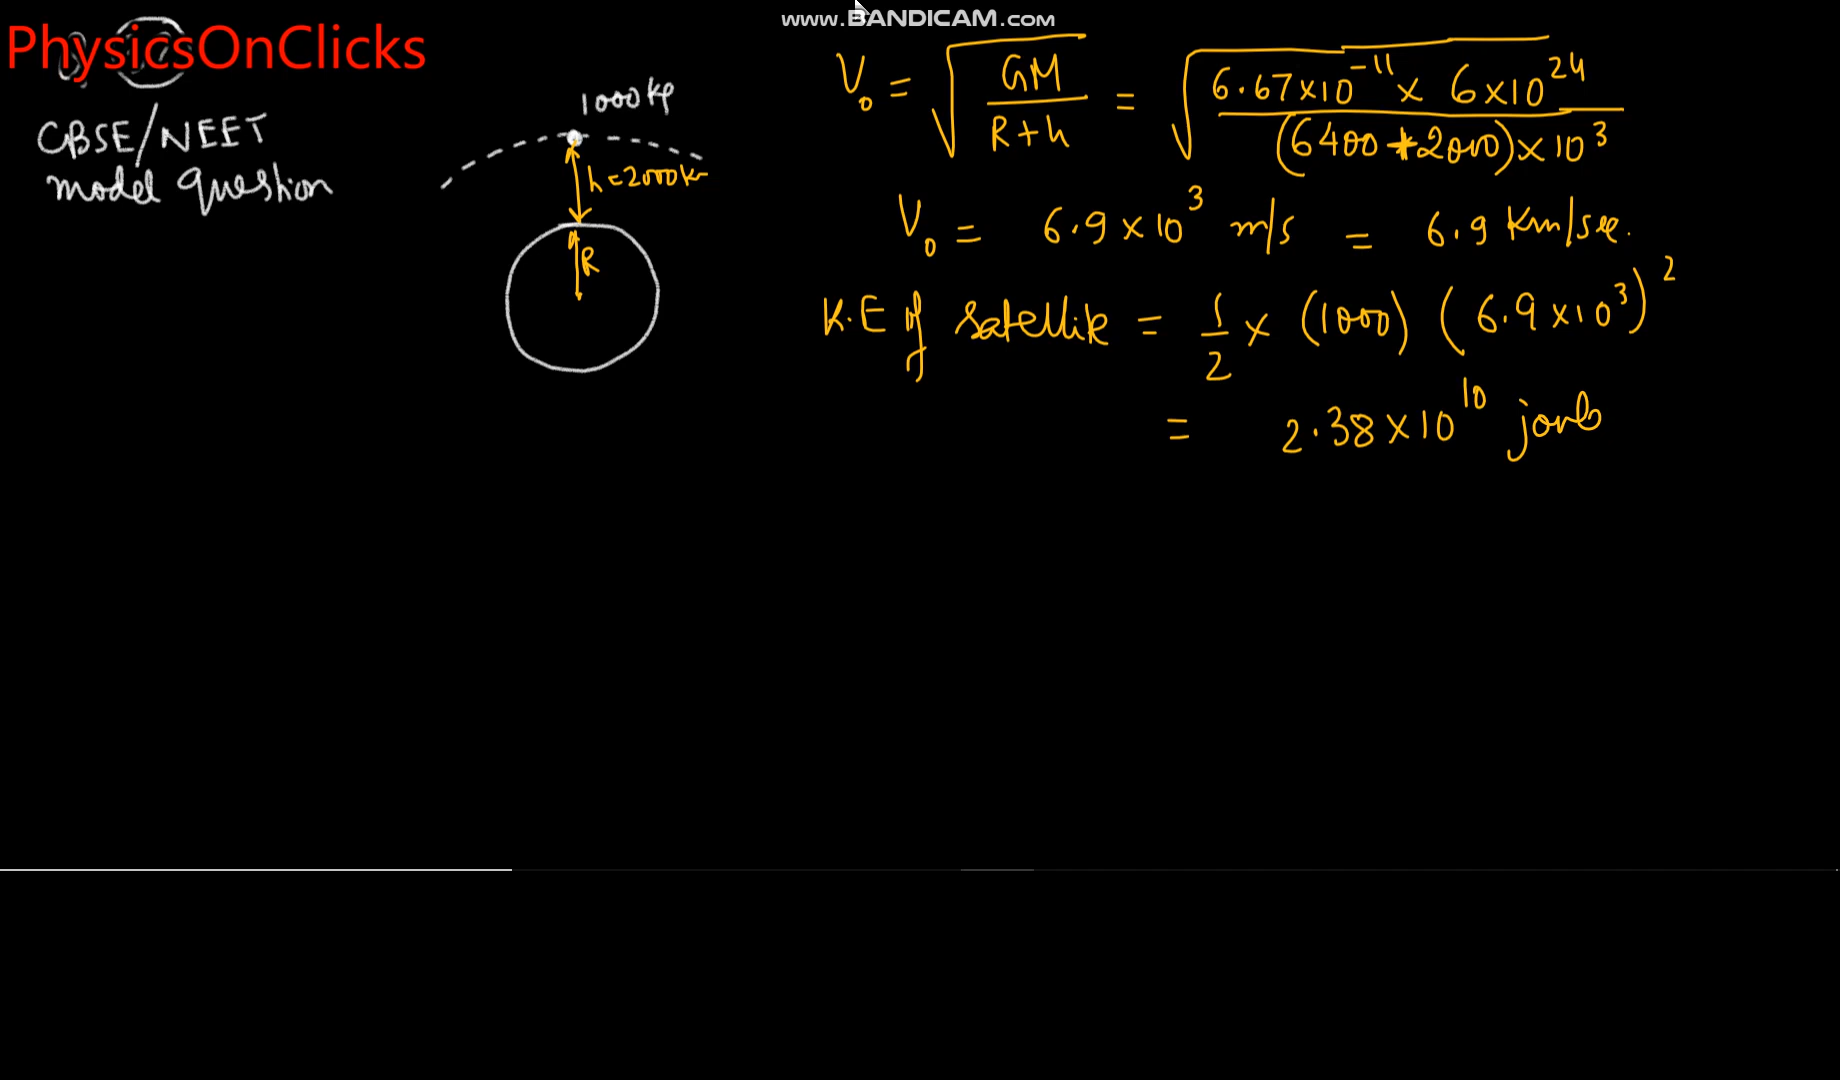 www.BANDICAM.com
PhysicsOnClicks
CBSE/NEET
model question
1000 kg
h = 2000 km
R
V₀ = √(GM / (R+h)) = √((6.67×10⁻¹¹ × 6×10²⁴) / ((6400+2000)×10³))
V₀ = 6.9×10³ m/s = 6.9 Km/sec.
K.E of satellite = 1/2 × (1000) (6.9×10³)²
= 2.38×10¹⁰ joule